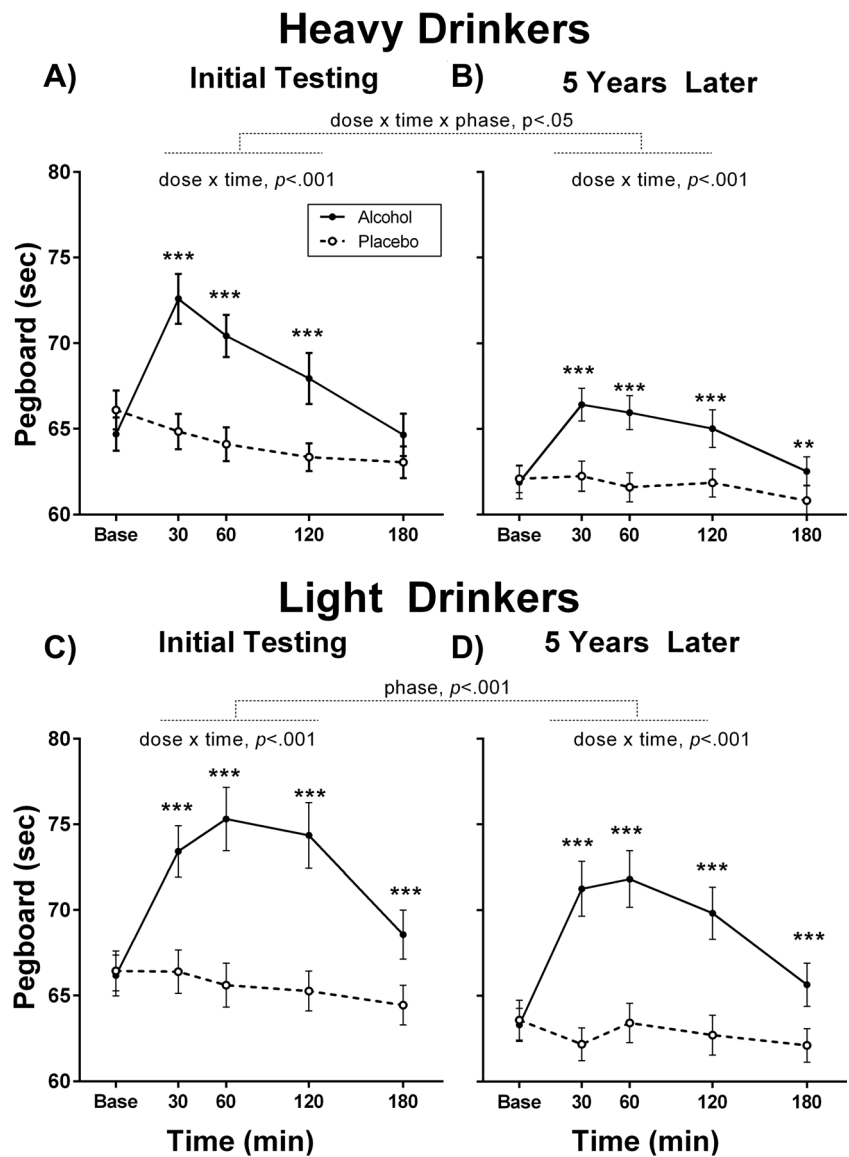 Heavy Drinkers
A) Initial Testing B) 5 Years Later
dose x time x phase, p<.05
dose x time, p<.001 dose x time, p<.001
Alcohol
Placebo
Pegboard (sec)
80
75
70
65
60
*** *** ***
*** *** *** **
Base 30 60 120 180 Base 30 60 120 180
Light Drinkers
C) Initial Testing D) 5 Years Later
phase, p<.001
dose x time, p<.001 dose x time, p<.001
Pegboard (sec)
80
75
70
65
60
*** *** *** ***
*** *** *** ***
Base 30 60 120 180 Base 30 60 120 180
Time (min) Time (min)